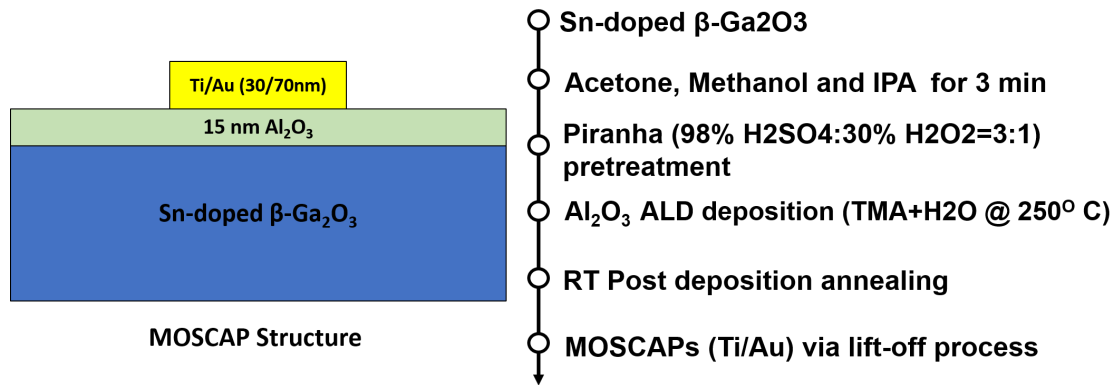 Ti/Au (30/70nm)
15 nm Al₂O₃
Sn-doped β-Ga₂O₃
MOSCAP Structure
Sn-doped β-Ga2O3
Acetone, Methanol and IPA for 3 min
Piranha (98% H2SO4:30% H2O2=3:1)
pretreatment
Al₂O₃ ALD deposition (TMA+H2O @ 250ᴼ C)
RT Post deposition annealing
MOSCAPs (Ti/Au) via lift-off process